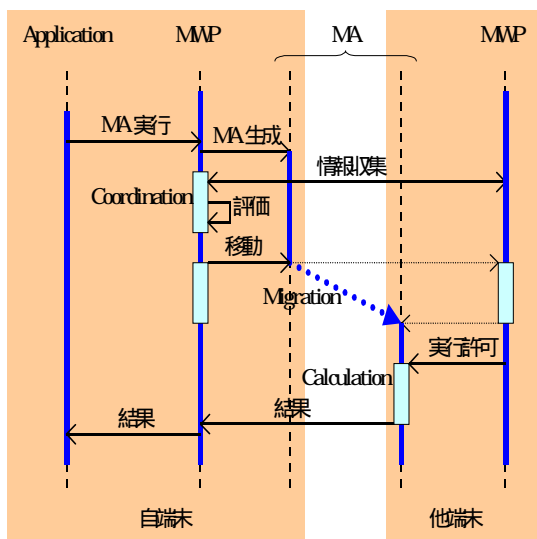 Application MWP MA MWP
MA実行
MA生成
情報収集
Coordination
評価
移動
Migration
実行許可
Calculation
結果
結果
自端末 他端末